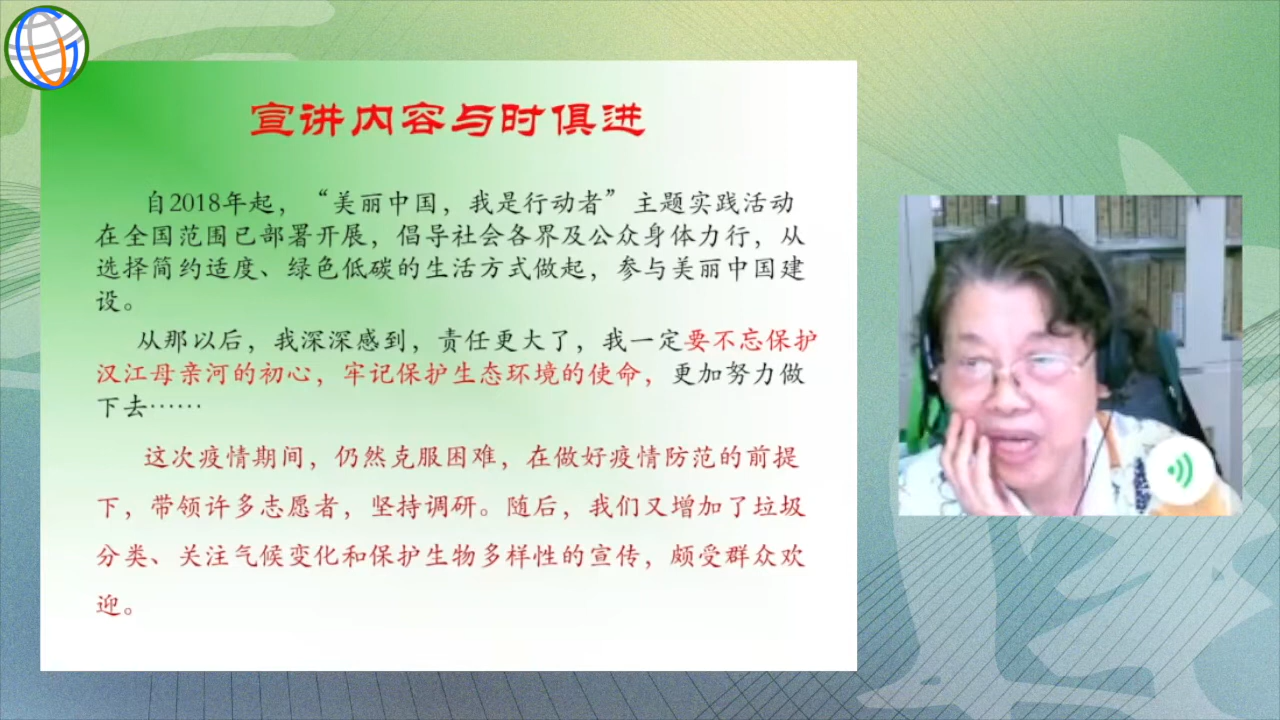 宣讲内容与时俱进
自2018年起，“美丽中国，我是行动者”主题实践活动
在全国范围已部署开展，倡导社会各界及公众身体力行，从
选择简约适度、绿色低碳的生活方式做起，参与美丽中国建
设。
从那以后，我深深感到，责任更大了，我一定要不忘保护
汉江母亲河的初心，牢记保护生态环境的使命，更加努力做
下去……
这次疫情期间，仍然克服困难，在做好疫情防范的前提
下，带领许多志愿者，坚持调研。随后，我们又增加了垃圾
分类、关注气候变化和保护生物多样性的宣传，颇受群众欢
迎。